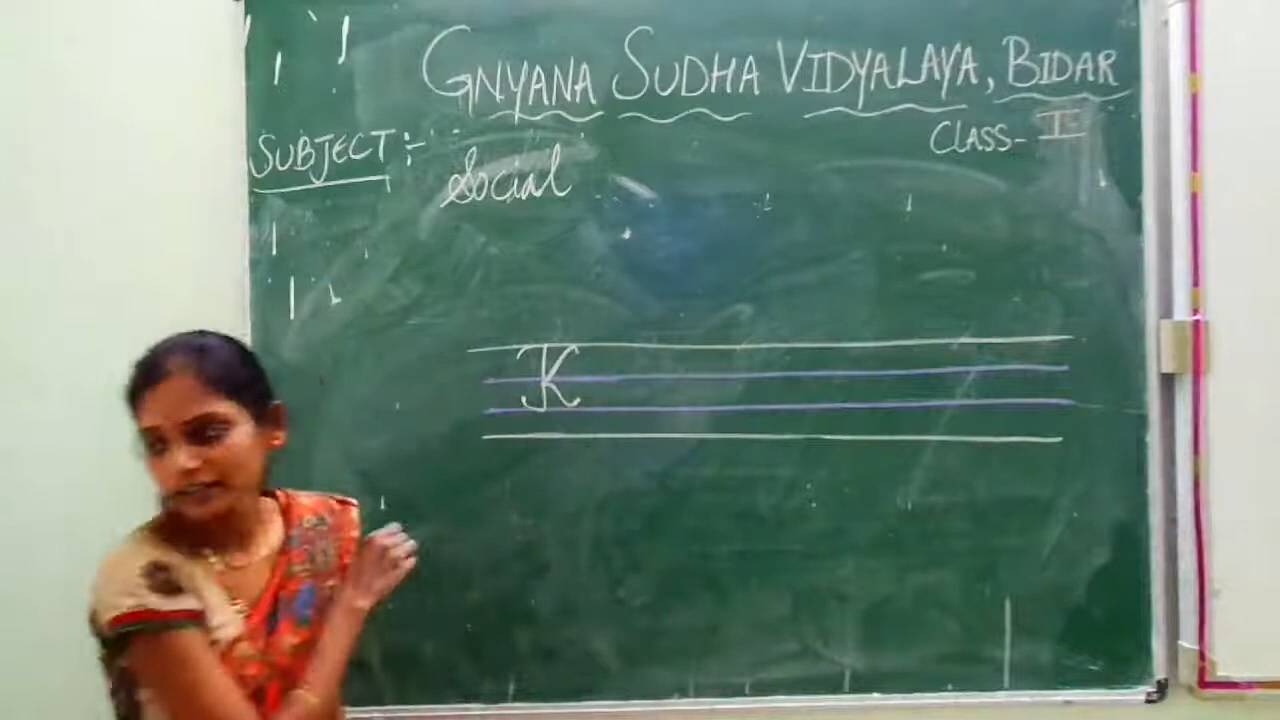 GNYANA SUDHA VIDYALAYA, BIDAR
CLASS- II
SUBJECT :- Social
K